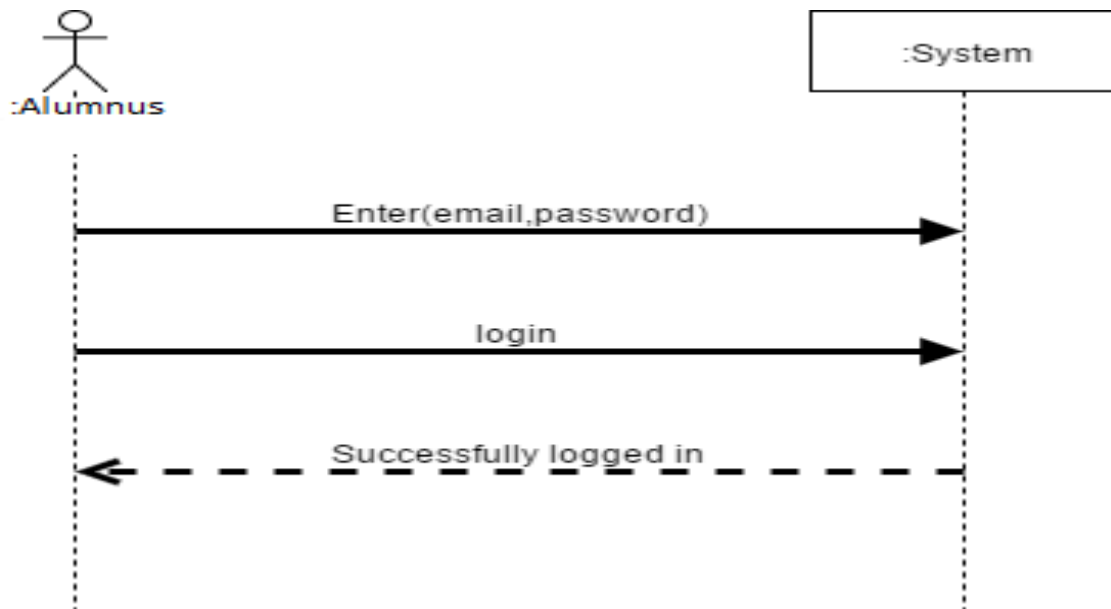 :Alumnus
:System
Enter(email,password)
login
Successfully logged in